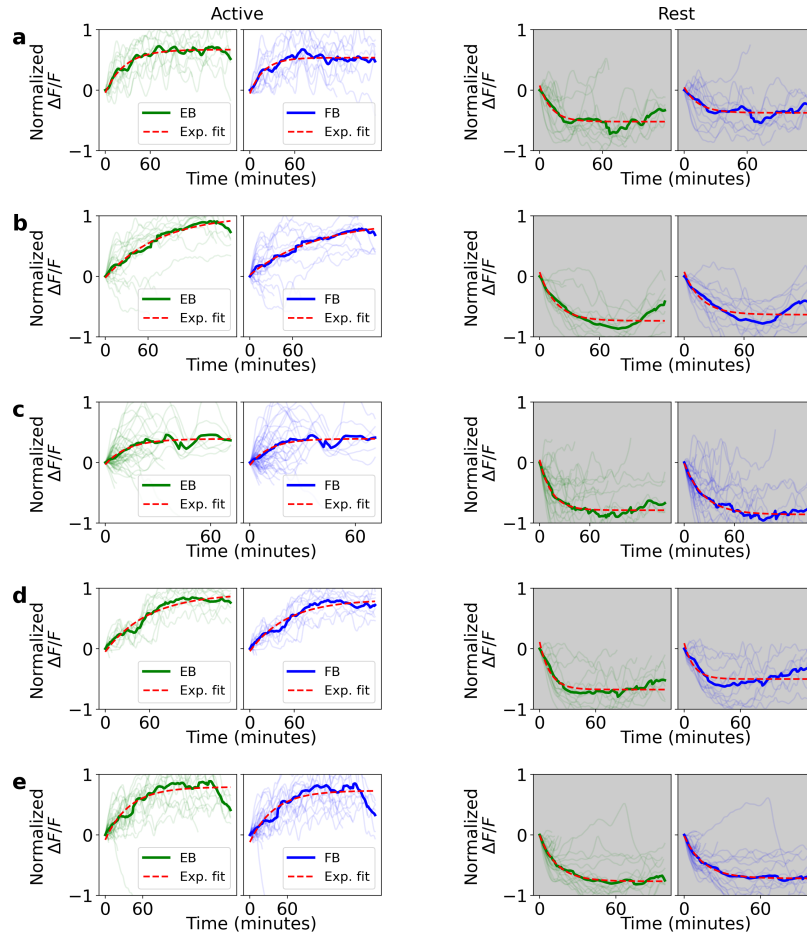 Active Rest
a
Normalized
ΔF/F
1
0
−1
EB
Exp. fit
FB
Exp. fit
0 60 0 60
Time (minutes)
Normalized
ΔF/F
1
0
−1
0 60 0 60
Time (minutes)
b
Normalized
ΔF/F
1
0
−1
EB
Exp. fit
FB
Exp. fit
0 60 0 60
Time (minutes)
Normalized
ΔF/F
1
0
−1
0 60 0 60
Time (minutes)
c
Normalized
ΔF/F
1
0
−1
EB
Exp. fit
FB
Exp. fit
0 60 0 60
Time (minutes)
Normalized
ΔF/F
1
0
−1
0 60 0 60
Time (minutes)
d
Normalized
ΔF/F
1
0
−1
EB
Exp. fit
FB
Exp. fit
0 60 0 60
Time (minutes)
Normalized
ΔF/F
1
0
−1
0 60 0 60
Time (minutes)
e
Normalized
ΔF/F
1
0
−1
EB
Exp. fit
FB
Exp. fit
0 60 0 60
Time (minutes)
Normalized
ΔF/F
1
0
−1
0 60 0 60
Time (minutes)